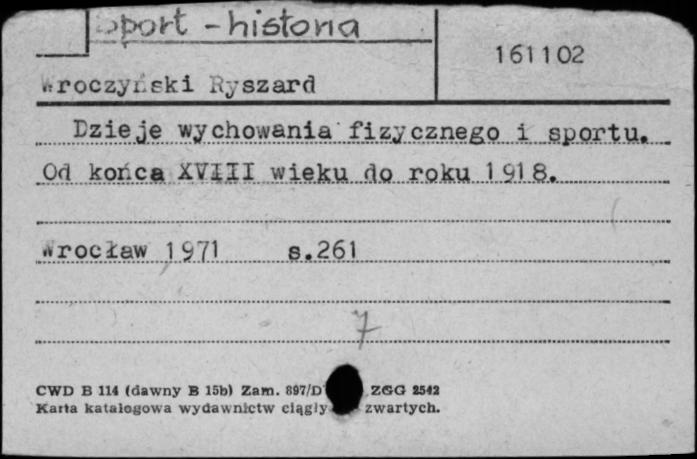 Sport - historia
161102
Wroczyński Ryszard
Dzieje wychowania fizycznego i sportu.
Od końca XVIII wieku do roku 1918.
Wrocław 1971 s.261
7
CWD B 114 (dawny B 15b) Zam. 897/D ZGG 2542
Karta katalogowa wydawnictw ciągły zwartych.